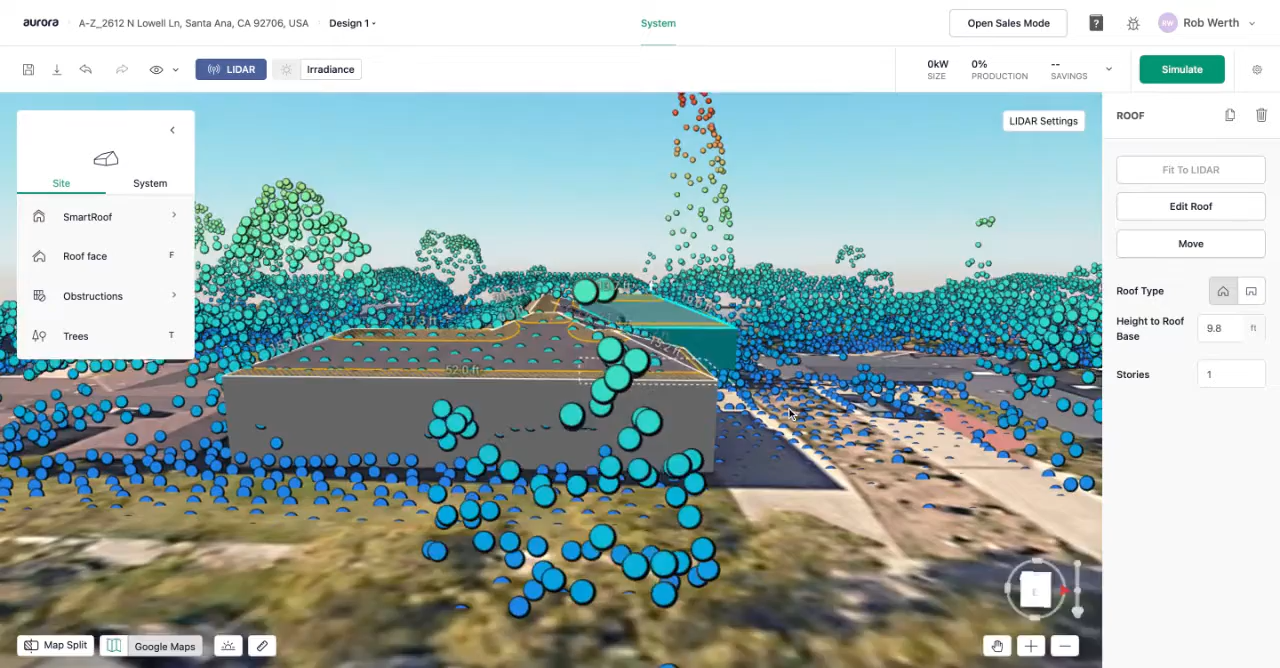 aurora
A-Z_2612 N Lowell Ln, Santa Ana, CA 92706, USA
Design 1
System
Open Sales Mode
?
RW
Rob Werth
LIDAR
Irradiance
0kW
SIZE
0%
PRODUCTION
--
SAVINGS
Simulate
Site
System
SmartRoof
Roof face F
Obstructions
Trees T
LIDAR Settings
52.0 ft
ROOF
Fit To LIDAR
Edit Roof
Move
Roof Type
Height to Roof Base
9.8 ft
Stories
1
E
Map Split
Google Maps